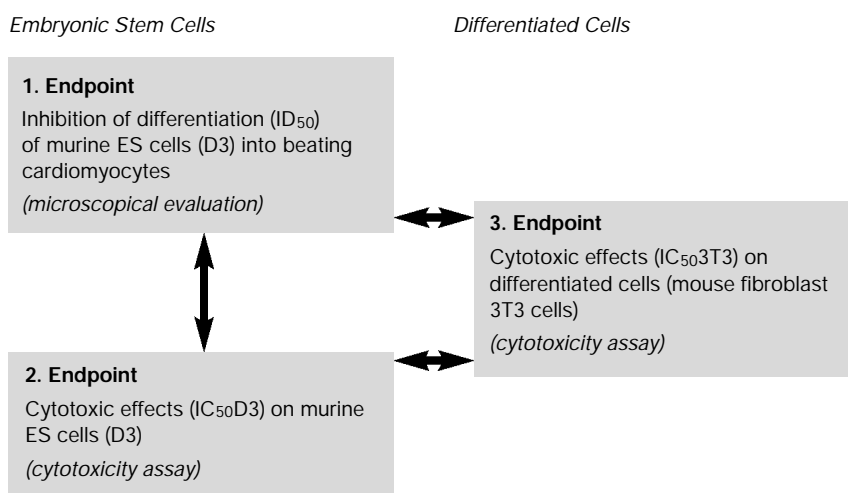 Embryonic Stem Cells
Differentiated Cells
1. Endpoint
Inhibition of differentiation (ID50)
of murine ES cells (D3) into beating
cardiomyocytes
(microscopical evaluation)
3. Endpoint
Cytotoxic effects (IC503T3) on
differentiated cells (mouse fibroblast
3T3 cells)
(cytotoxicity assay)
2. Endpoint
Cytotoxic effects (IC50D3) on murine
ES cells (D3)
(cytotoxicity assay)